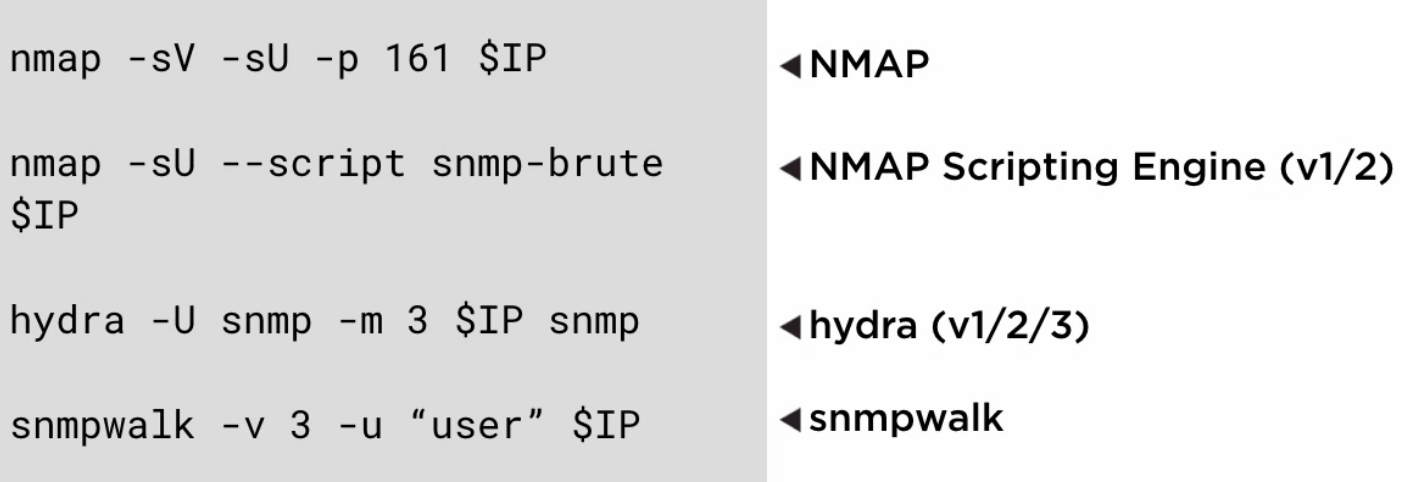 nmap -sV -sU -p 161 $IP
◀NMAP
nmap -sU --script snmp-brute
$IP
◀NMAP Scripting Engine (v1/2)
hydra -U snmp -m 3 $IP snmp
◀hydra (v1/2/3)
snmpwalk -v 3 -u “user” $IP
◀snmpwalk